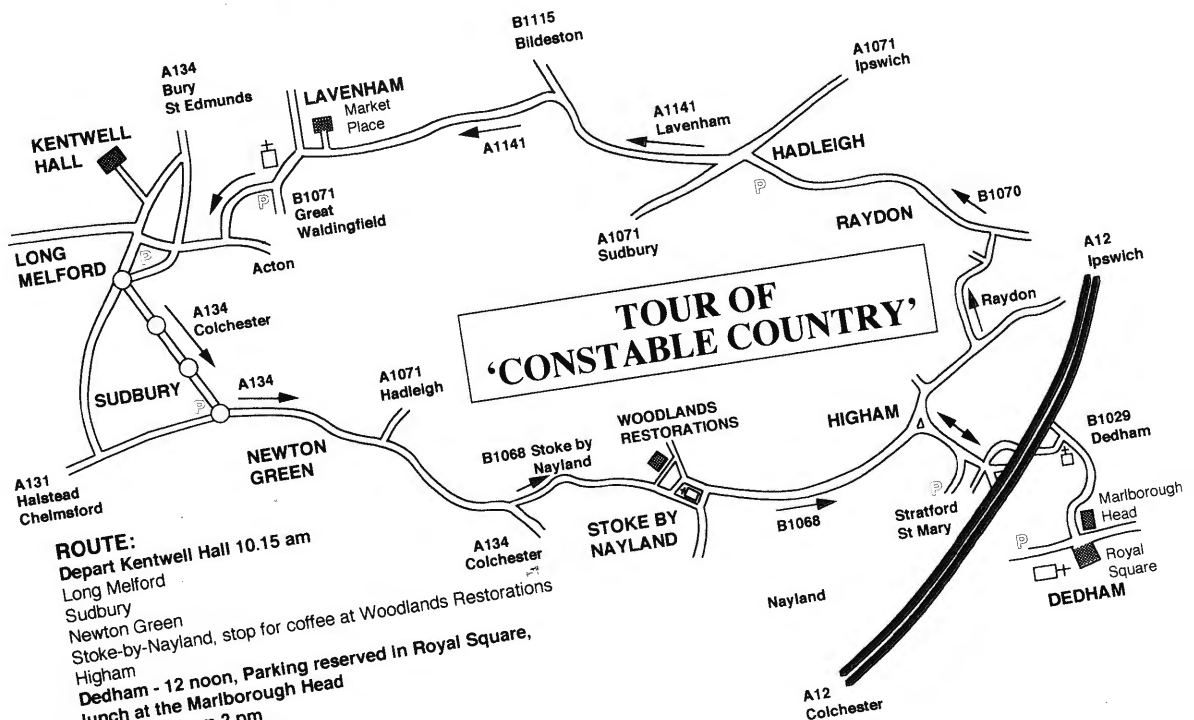 B1115
Bildeston
A134
Bury
St Edmunds
A1071
Ipswich
LAVENHAM
Market
Place
KENTWELL
HALL
A1141
Lavenham
A1141
HADLEIGH
P
B1071
Great
Waldingfield
P
B1070
RAYDON
A1071
Sudbury
A12
Ipswich
LONG
MELFORD
P
Acton
Raydon
TOUR OF
‘CONSTABLE COUNTRY’
A134
Colchester
SUDBURY
P
A134
A1071
Hadleigh
WOODLANDS
RESTORATIONS
HIGHAM
B1029
Dedham
NEWTON
GREEN
B1068 Stoke by
Nayland
A131
Halstead
Chelmsford
STOKE BY
NAYLAND
B1068
P
Stratford
St Mary
Marlborough
Head
A134
Colchester
P
Royal
Square
DEDHAM
Nayland
A12
Colchester
ROUTE:
Depart Kentwell Hall 10.15 am
Long Melford
Sudbury
Newton Green
Stoke-by-Nayland, stop for coffee at Woodlands Restorations
Higham
Dedham - 12 noon, Parking reserved in Royal Square,
lunch at the Marlborough Head
2 pm